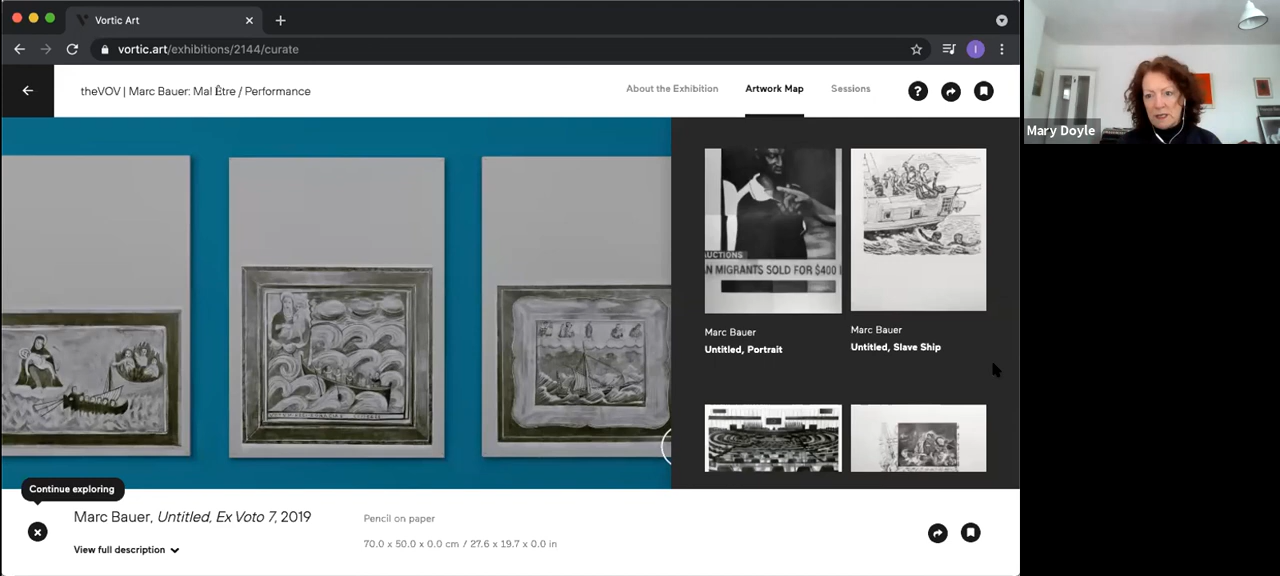 Vortic Art
vortic.art/exhibitions/2144/curate
I
theVOV | Marc Bauer: Mal Être / Performance
About the Exhibition
Artwork Map
Sessions
?
Mary Doyle
AUCTIONS
N MIGRANTS SOLD FOR $400
Marc Bauer
Untitled, Portrait
Marc Bauer
Untitled, Slave Ship
Continue exploring
Marc Bauer, Untitled, Ex Voto 7, 2019
View full description
Pencil on paper
70.0 x 50.0 x 0.0 cm / 27.6 x 19.7 x 0.0 in